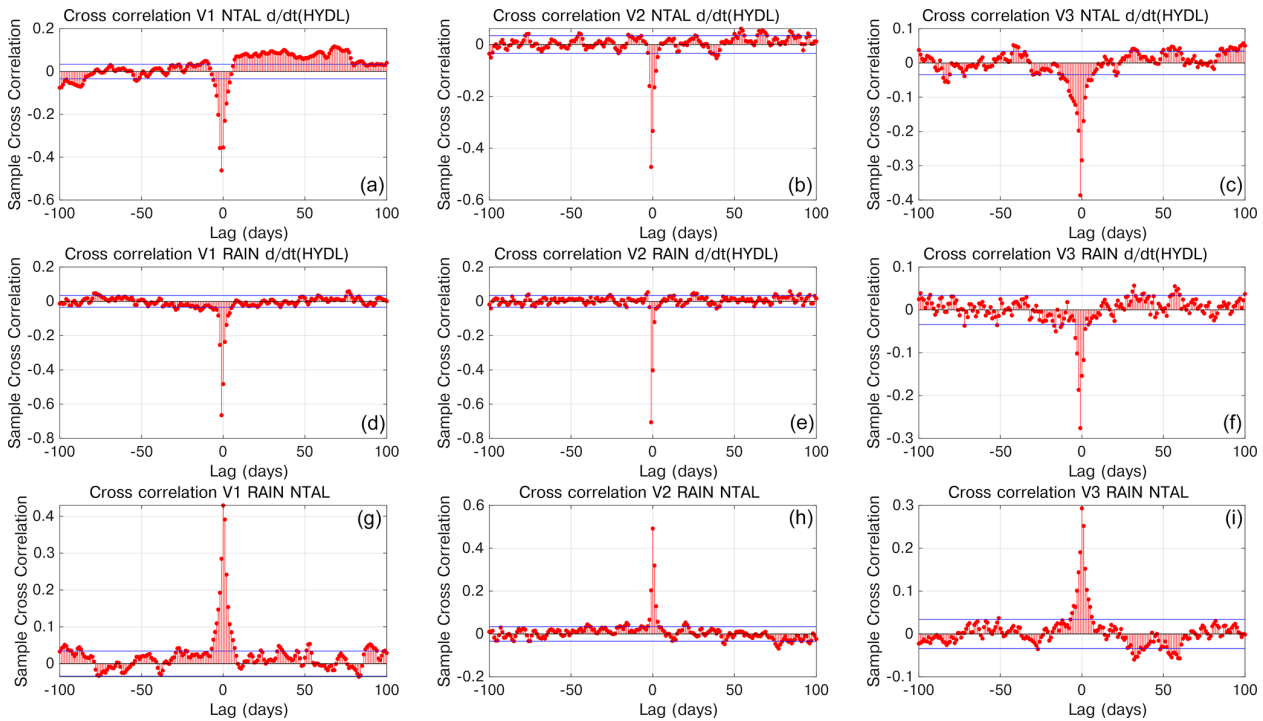 Cross correlation V1 NTAL d/dt(HYDL)
Sample Cross Correlation
0.2
0
-0.2
-0.4
-0.6
(a)
-100 -50 0 50 100
Lag (days)
Cross correlation V2 NTAL d/dt(HYDL)
Sample Cross Correlation
0
-0.2
-0.4
-0.6
(b)
-100 -50 0 50 100
Lag (days)
Cross correlation V3 NTAL d/dt(HYDL)
Sample Cross Correlation
0.1
0
-0.1
-0.2
-0.3
-0.4
(c)
-100 -50 0 50 100
Lag (days)
Cross correlation V1 RAIN d/dt(HYDL)
Sample Cross Correlation
0.2
0
-0.2
-0.4
-0.6
-0.8
(d)
-100 -50 0 50 100
Lag (days)
Cross correlation V2 RAIN d/dt(HYDL)
Sample Cross Correlation
0.2
0
-0.2
-0.4
-0.6
-0.8
(e)
-100 -50 0 50 100
Lag (days)
Cross correlation V3 RAIN d/dt(HYDL)
Sample Cross Correlation
0.1
0
-0.1
-0.2
-0.3
(f)
-100 -50 0 50 100
Lag (days)
Cross correlation V1 RAIN NTAL
Sample Cross Correlation
(g)
0.4
0.3
0.2
0.1
0
-100 -50 0 50 100
Lag (days)
Cross correlation V2 RAIN NTAL
Sample Cross Correlation
0.6
(h)
0.4
0.2
0
-0.2
-100 -50 0 50 100
Lag (days)
Cross correlation V3 RAIN NTAL
Sample Cross Correlation
0.3
(i)
0.2
0.1
0
-0.1
-100 -50 0 50 100
Lag (days)